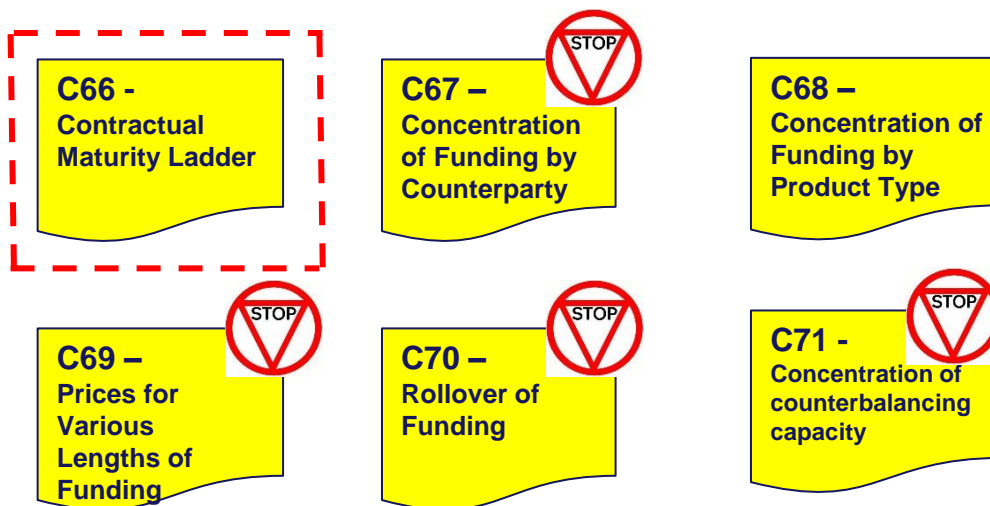 C66 -
Contractual
Maturity Ladder
STOP
C67 –
Concentration
of Funding by
Counterparty
C68 –
Concentration of
Funding by
Product Type
STOP
C69 –
Prices for
Various
Lengths of
Funding
STOP
C70 –
Rollover of
Funding
STOP
C71 -
Concentration of
counterbalancing
capacity